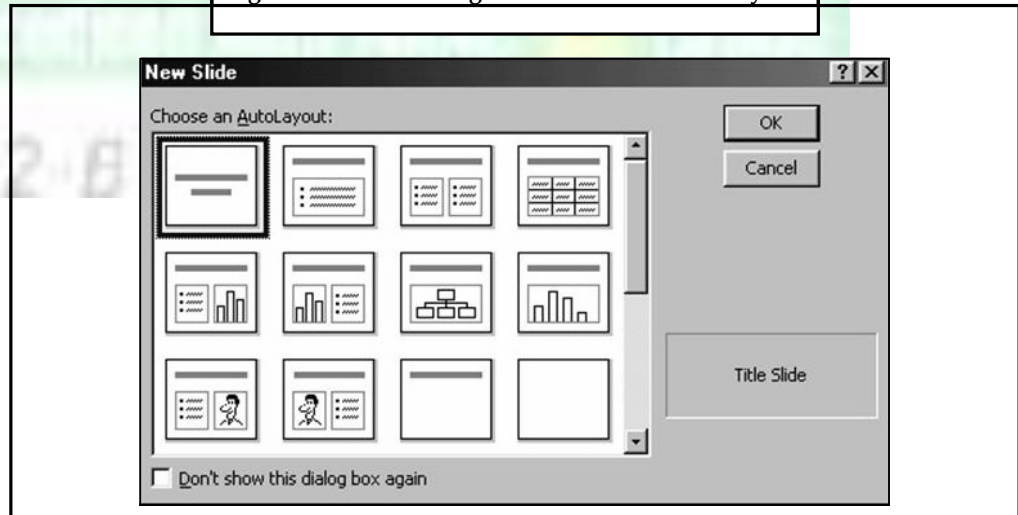 New Slide
Choose an AutoLayout:
OK
Cancel
Title Slide
Don't show this dialog box again